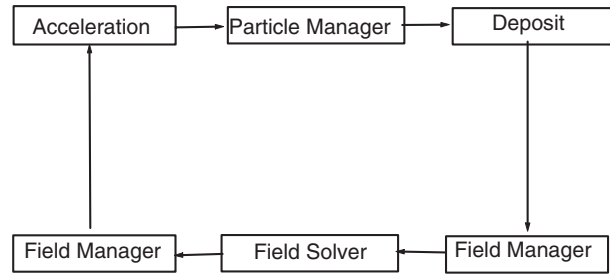 Acceleration
Particle Manager
Deposit
Field Manager
Field Solver
Field Manager